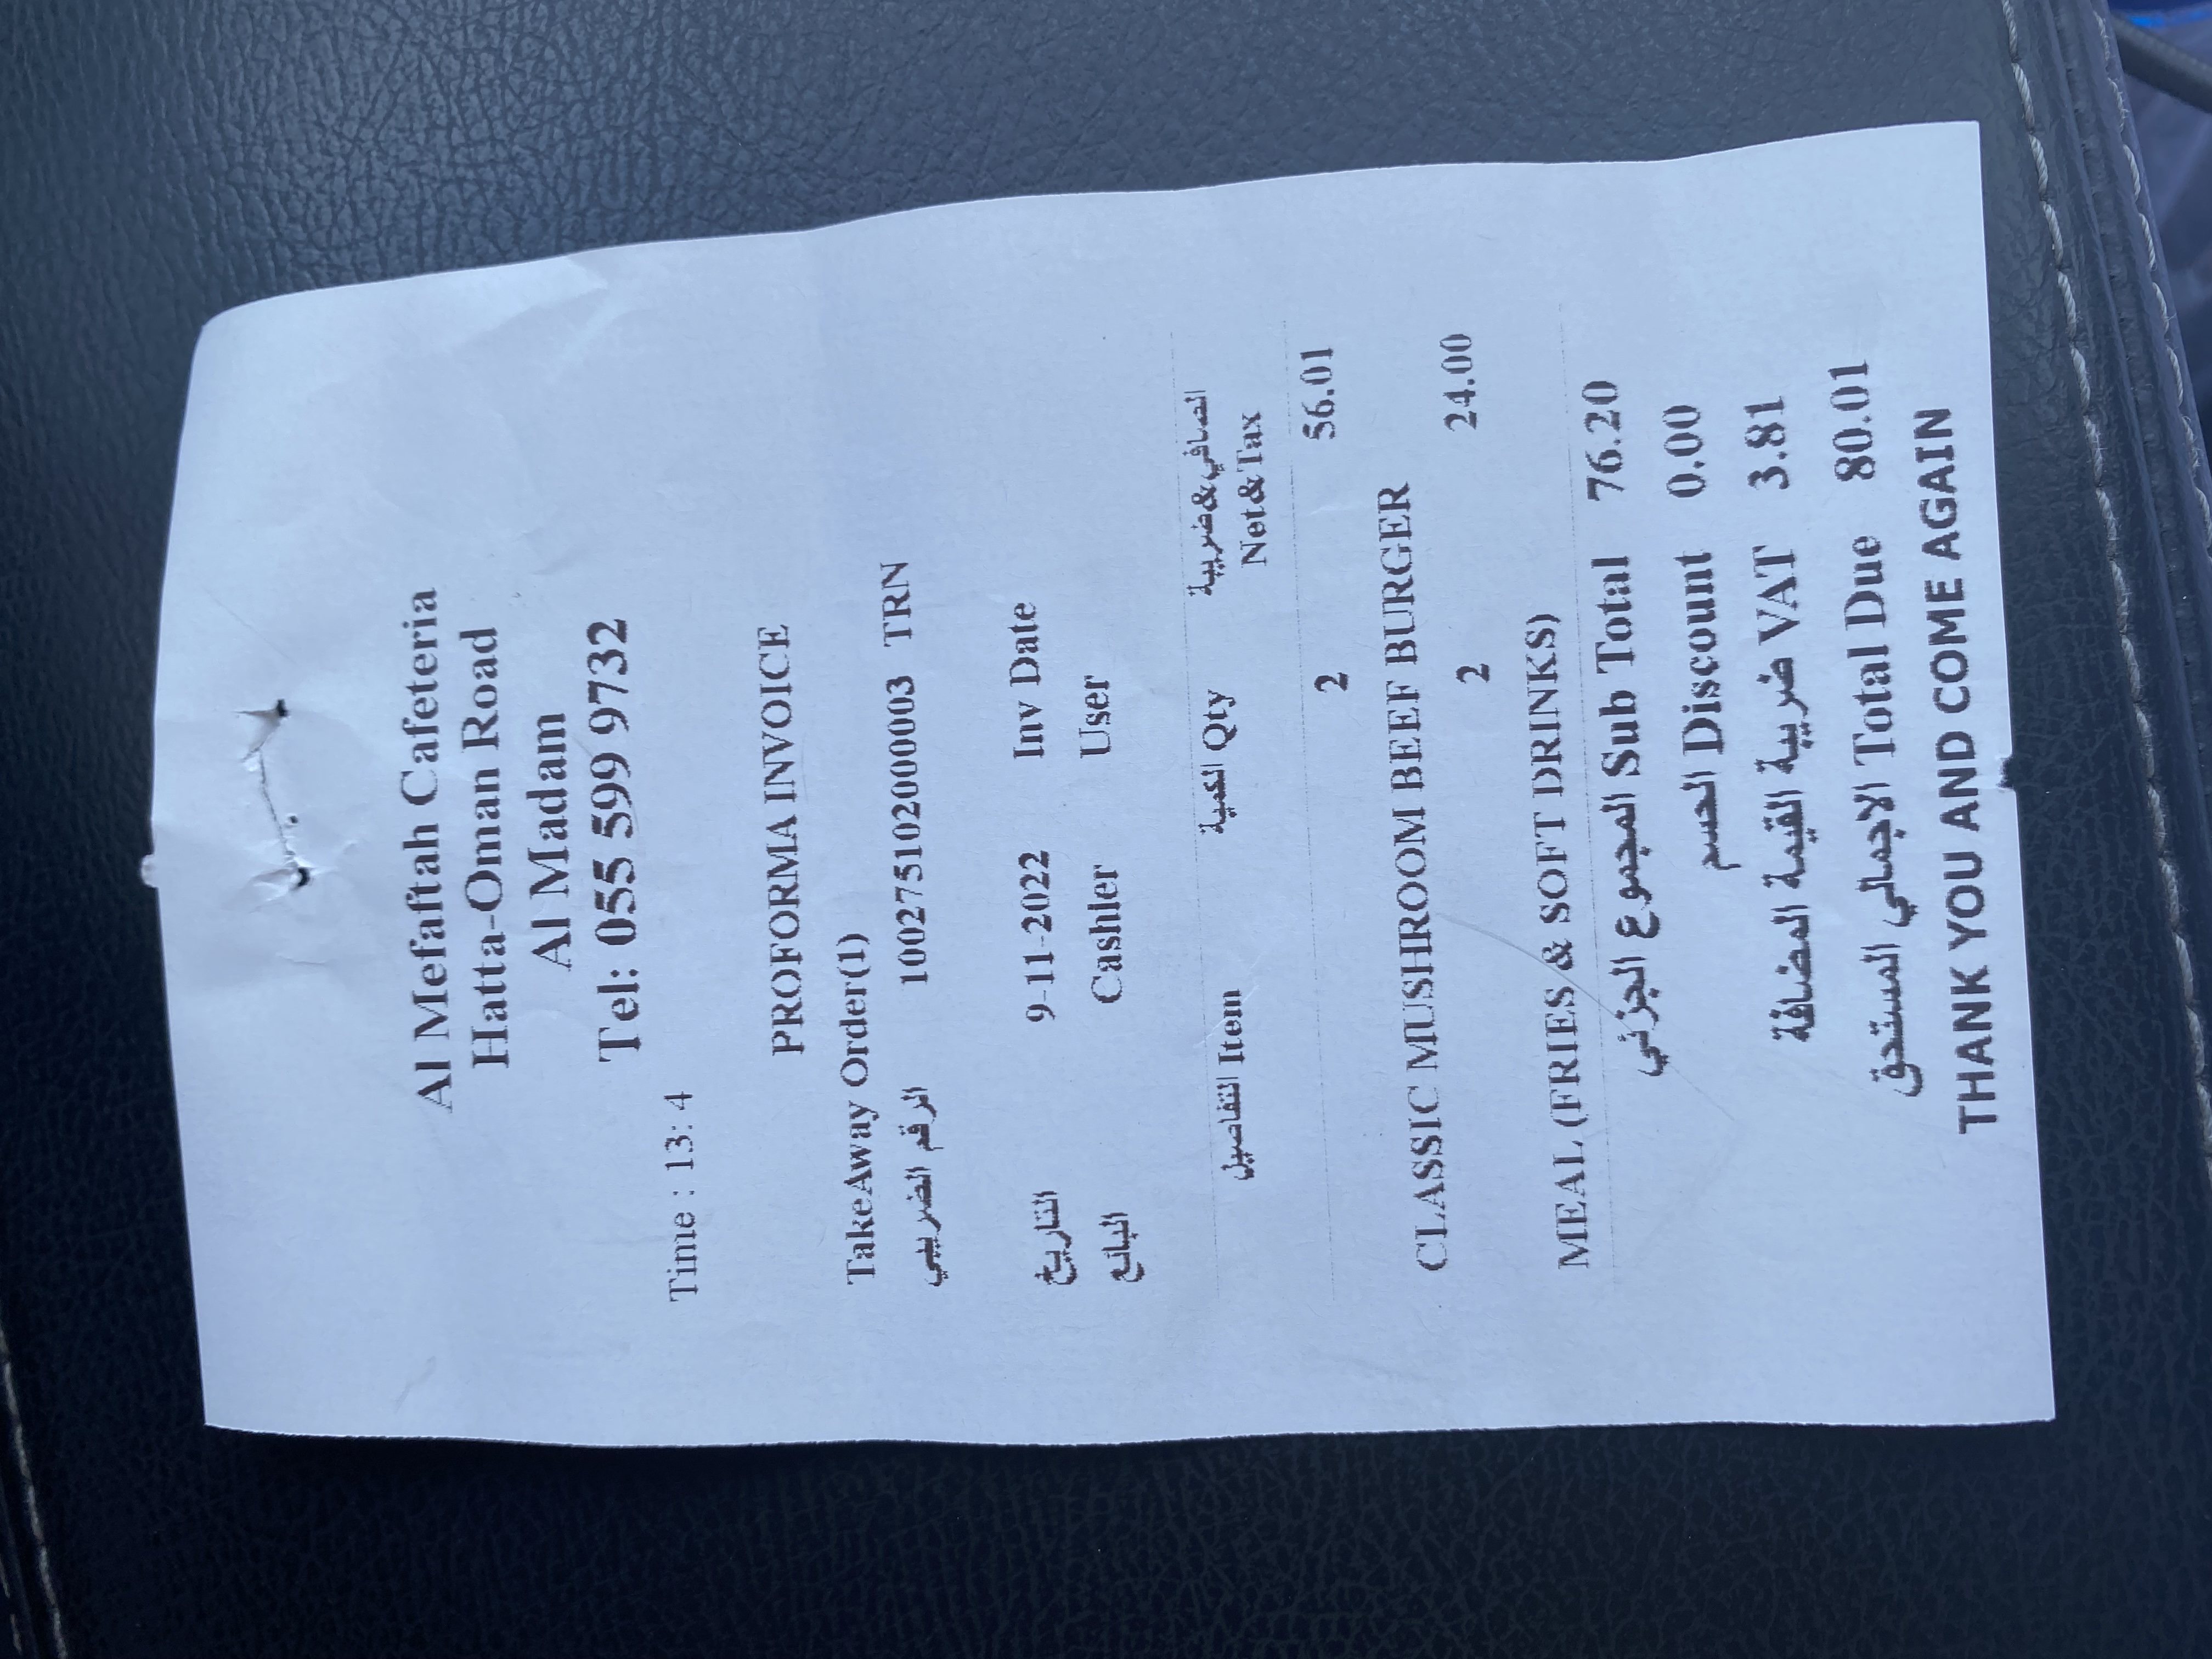 Al Meftah Cafeteria
Hatta-Oman Road
Al Madam
Tel: 055 599 9732
Time : 13: 4
PROFORMA INVOICE
TakeAway Order(1)
الرقم الضريبي 100275102000003 TRN
التاريخ 9-11-2022 Inv Date
البائع Cashler User
التفاصيل Item الكمية Qty الصافي&ضريبية Net&Tax
2 56.01
CLASSIC MUSHROOM BEEF BURGER
2 24.00
MEAL (FRIES & SOFT DRINKS)
المجموع الجزئي Sub Total 76.20
الحسم Discount 0.00
ضريبة القيمة المضافة VAT 3.81
الاجمالي المستحق Total Due 80.01
THANK YOU AND COME AGAIN